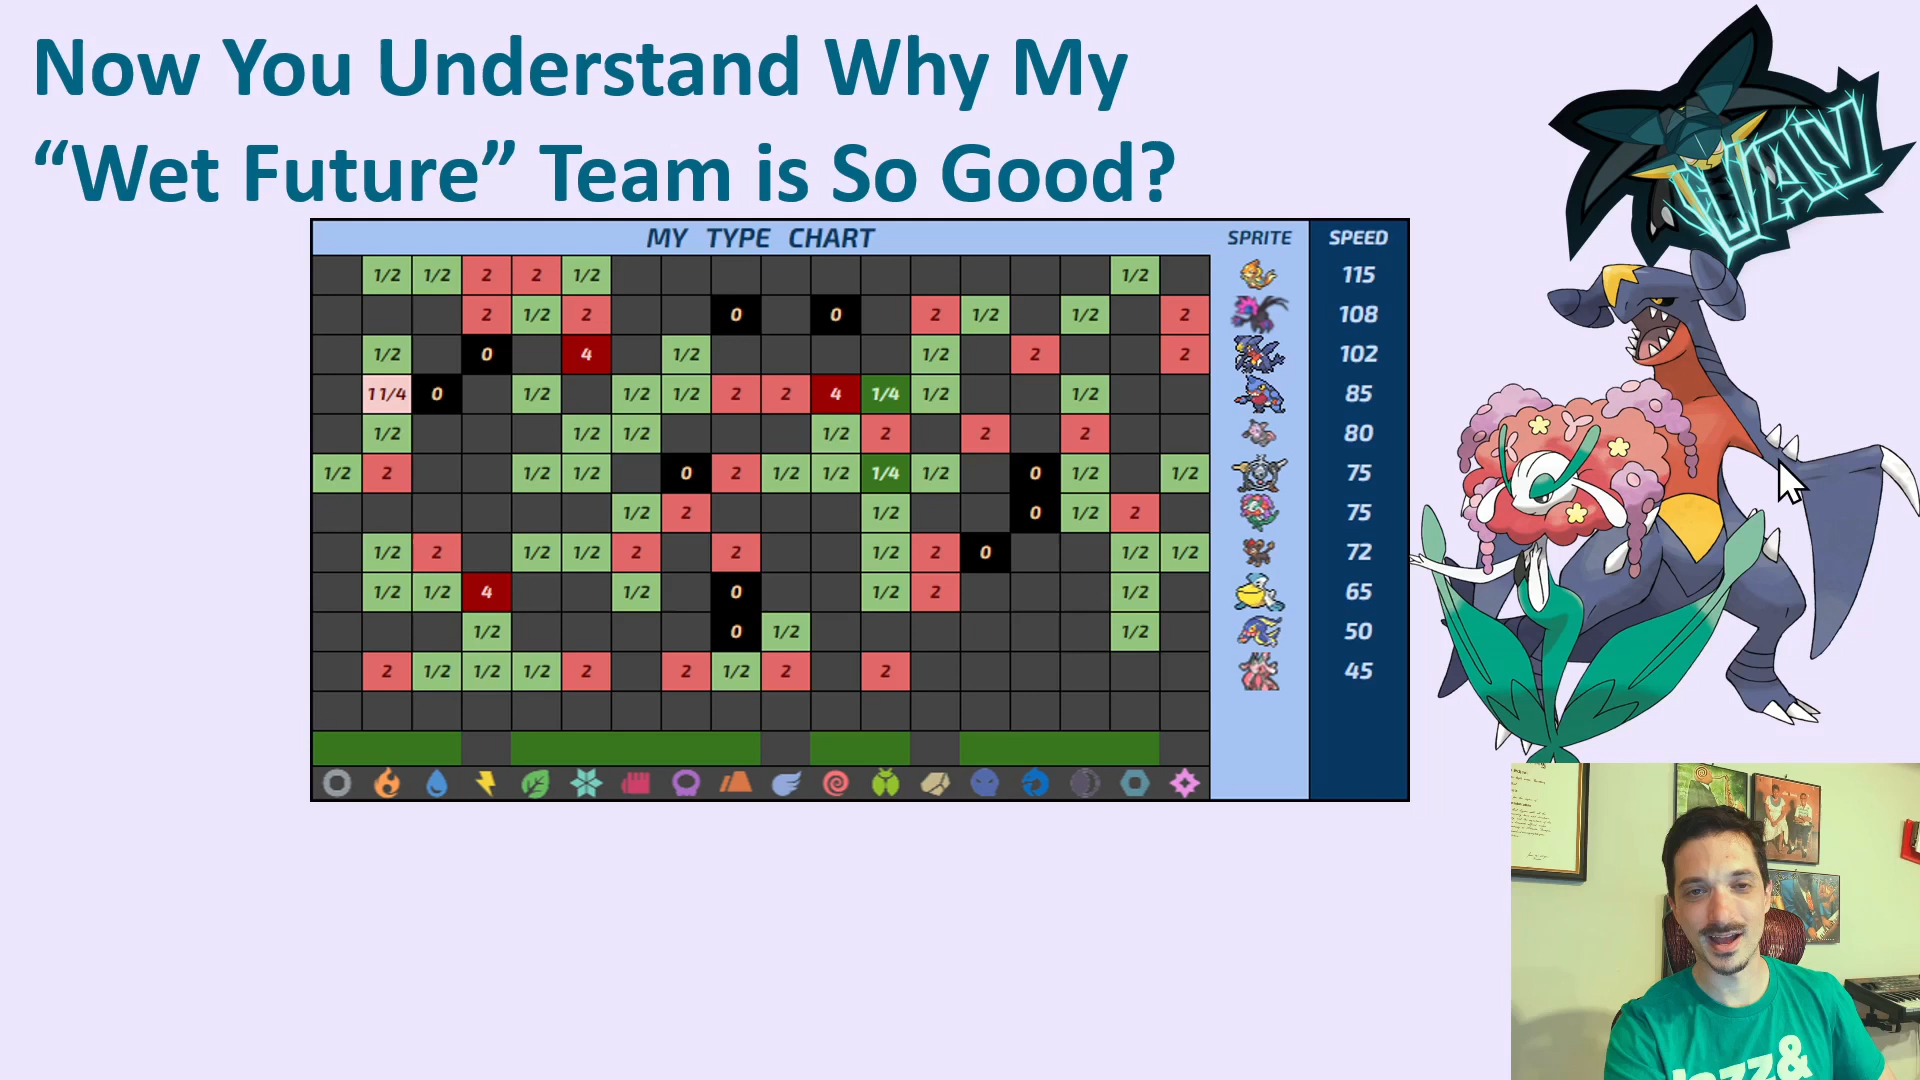 Now You Understand Why My
“Wet Future” Team is So Good?
VAV
MY TYPE CHART SPRITE SPEED
1/2 1/2 2 2 1/2 1/2 115
2 1/2 2 0 0 2 1/2 1/2 2 108
1/2 0 4 1/2 1/2 2 2 102
11/4 0 1/2 1/2 1/2 2 2 4 1/4 1/2 1/2 85
1/2 1/2 1/2 1/2 2 2 2 80
1/2 2 1/2 1/2 0 2 1/2 1/2 1/4 1/2 0 1/2 1/2 75
1/2 2 1/2 0 1/2 2 75
1/2 2 1/2 1/2 2 2 1/2 2 0 1/2 1/2 72
1/2 1/2 4 1/2 0 1/2 2 1/2 65
1/2 0 1/2 1/2 50
2 1/2 1/2 1/2 2 2 1/2 2 2 45
Jazz&